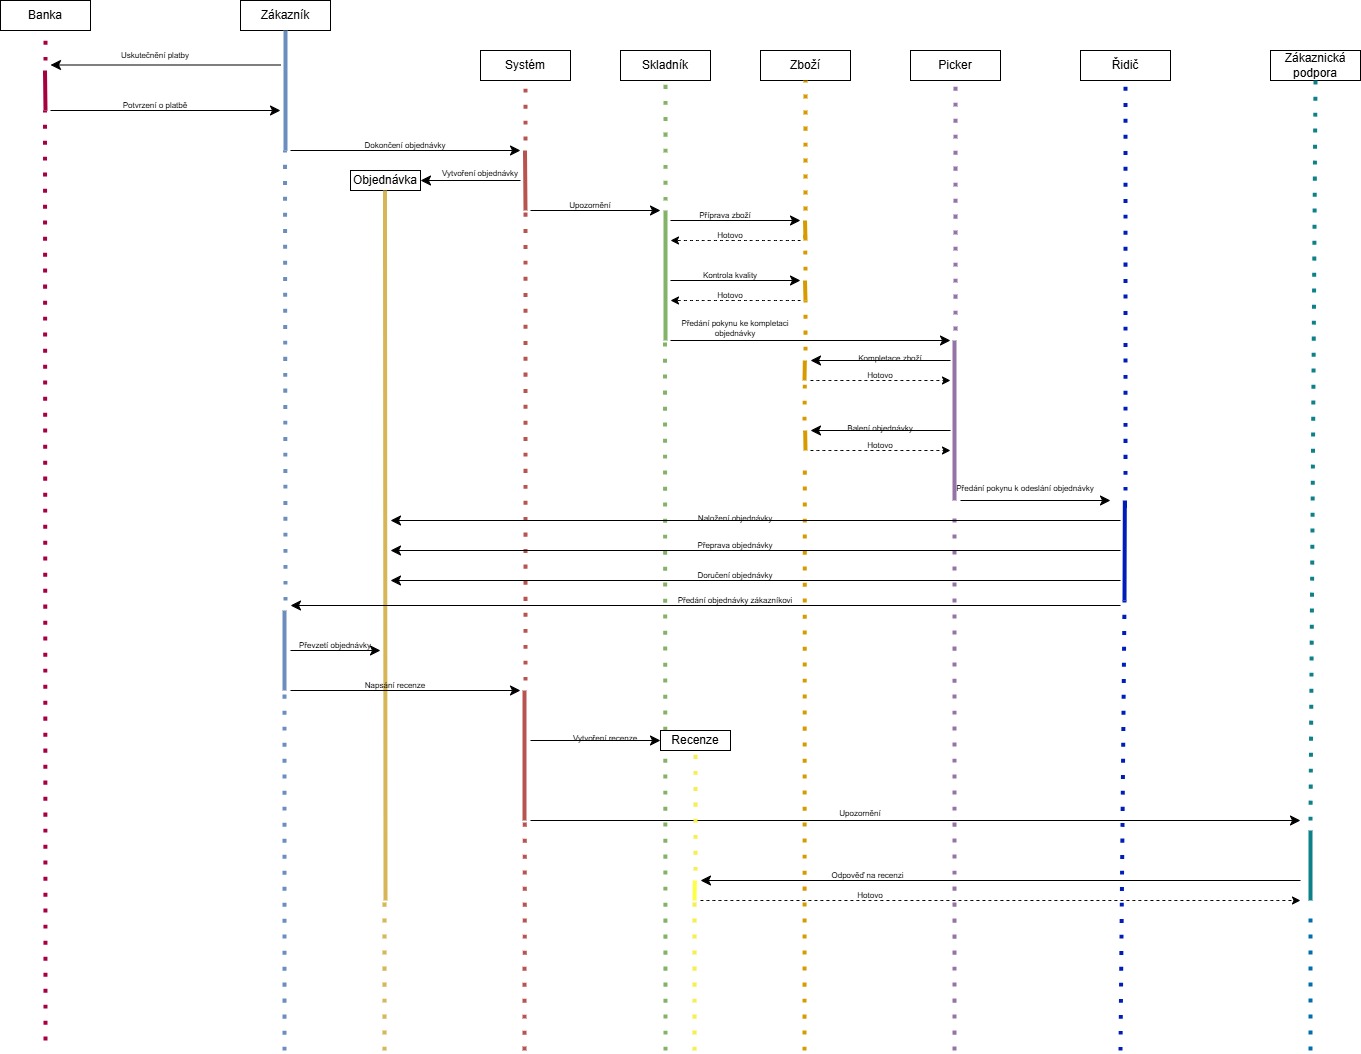 Banka
Zákazník
Systém
Skladník
Zboží
Picker
Řidič
Zákaznická
podpora
Uskutečnění platby
Potvrzení o platbě
Dokončení objednávky
Vytvoření objednávky
Objednávka
Upozornění
Příprava zboží
Hotovo
Kontrola kvality
Hotovo
Předání pokynu ke kompletaci
objednávky
Kompletace zboží
Hotovo
Balení objednávky
Hotovo
Předání pokynu k odeslání objednávky
Naložení objednávky
Přeprava objednávky
Doručení objednávky
Předání objednávky zákazníkovi
Převzetí objednávky
Napsání recenze
Vytvoření recenze
Recenze
Upozornění
Odpověď na recenzi
Hotovo